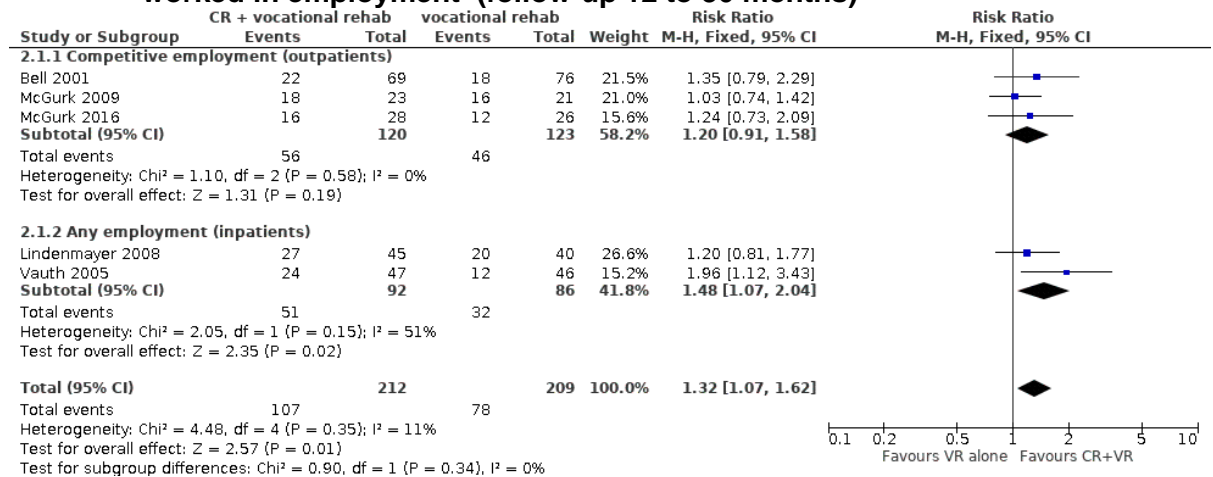 worked in employment (follow-up 12 to 36 months)
CR + vocational rehab vocational rehab Risk Ratio Risk Ratio
Study or Subgroup Events Total Events Total Weight M-H, Fixed, 95% CI M-H, Fixed, 95% CI
2.1.1 Competitive employment (outpatients)
Bell 2001 22 69 18 76 21.5% 1.35 [0.79, 2.29]
McGurk 2009 18 23 16 21 21.0% 1.03 [0.74, 1.42]
McGurk 2016 16 28 12 26 15.6% 1.24 [0.73, 2.09]
Subtotal (95% CI) 120 123 58.2% 1.20 [0.91, 1.58]
Total events 56 46
Heterogeneity: Chi² = 1.10, df = 2 (P = 0.58); I² = 0%
Test for overall effect: Z = 1.31 (P = 0.19)
2.1.2 Any employment (inpatients)
Lindenmayer 2008 27 45 20 40 26.6% 1.20 [0.81, 1.77]
Vauth 2005 24 47 12 46 15.2% 1.96 [1.12, 3.43]
Subtotal (95% CI) 92 86 41.8% 1.48 [1.07, 2.04]
Total events 51 32
Heterogeneity: Chi² = 2.05, df = 1 (P = 0.15); I² = 51%
Test for overall effect: Z = 2.35 (P = 0.02)
Total (95% CI) 212 209 100.0% 1.32 [1.07, 1.62]
Total events 107 78
Heterogeneity: Chi² = 4.48, df = 4 (P = 0.35); I² = 11%
Test for overall effect: Z = 2.57 (P = 0.01)
Test for subgroup differences: Chi² = 0.90, df = 1 (P = 0.34), I² = 0%
0.1 0.2 0.5 1 2 5 10
Favours VR alone Favours CR+VR